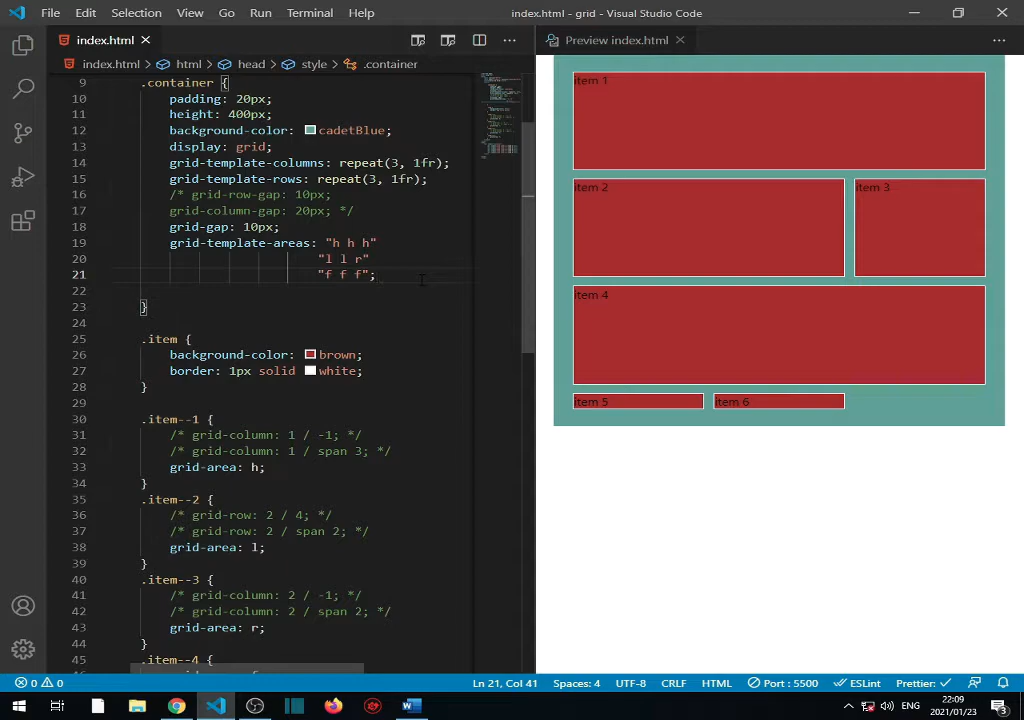 File Edit Selection View Go Run Terminal Help index.html - grid - Visual Studio Code
index.html
Preview index.html
index.html > html > head > style > .container
9 .container {
10 padding: 20px;
11 height: 400px;
12 background-color: cadetBlue;
13 display: grid;
14 grid-template-columns: repeat(3, 1fr);
15 grid-template-rows: repeat(3, 1fr);
16 /* grid-row-gap: 10px;
17 grid-column-gap: 20px; */
18 grid-gap: 10px;
19 grid-template-areas: "h h h"
20 "l l r"
21 "f f f";
22
23 }
24
25 .item {
26 background-color: brown;
27 border: 1px solid white;
28 }
29
30 .item--1 {
31 /* grid-column: 1 / -1; */
32 /* grid-column: 1 / span 3; */
33 grid-area: h;
34 }
35 .item--2 {
36 /* grid-row: 2 / 4; */
37 /* grid-row: 2 / span 2; */
38 grid-area: l;
39 }
40 .item--3 {
41 /* grid-column: 2 / -1; */
42 /* grid-column: 2 / span 2; */
43 grid-area: r;
44 }
45 .item--4 {
item 1
item 2
item 3
item 4
item 5
item 6
0 0
Ln 21, Col 41 Spaces: 4 UTF-8 CRLF HTML Port : 5500 ESLint Prettier:
ENG
22:09
2021/01/23
3